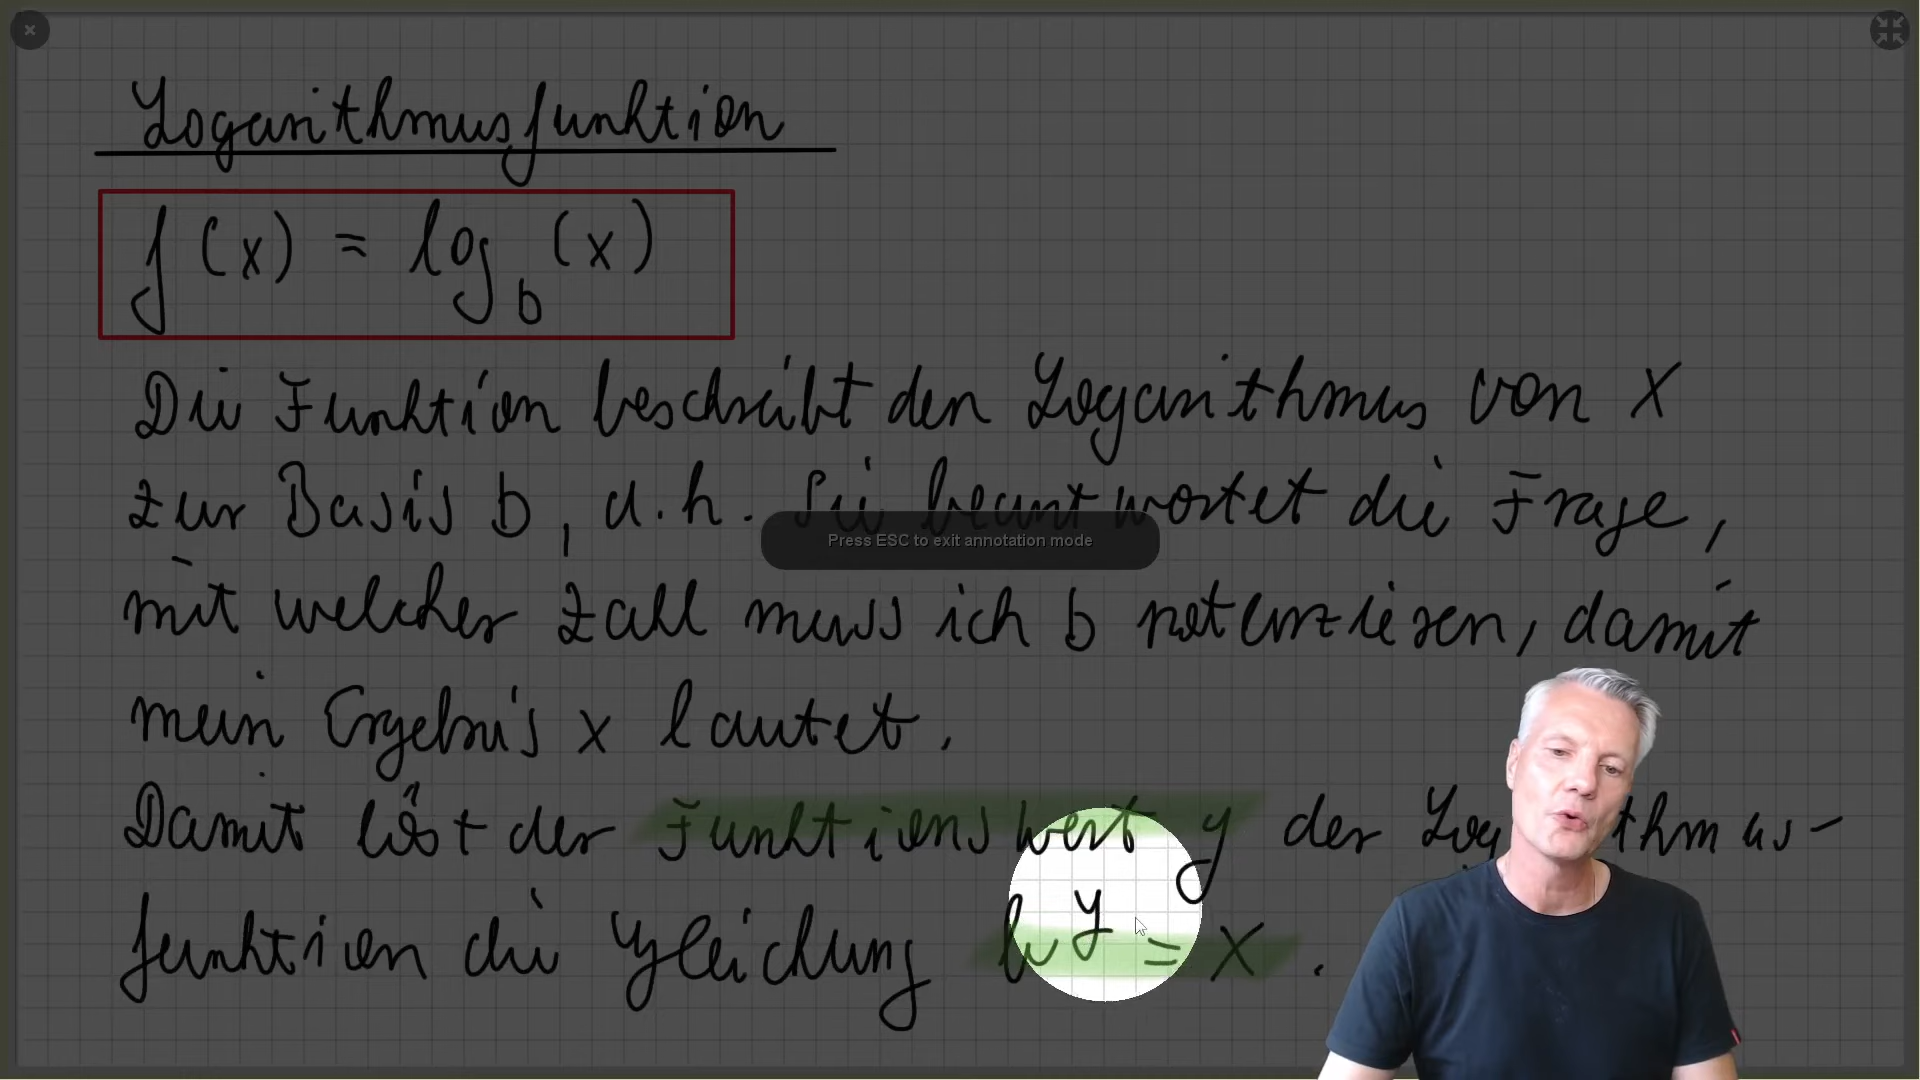 Logarithmusfunktion
f(x) = log_b (x)
Die Funktion beschreibt den Logarithmus von x
zur Basis b, d.h. Sie beantwortet die Frage,
Press ESC to exit annotation mode
mit welcher Zahl muss ich b potenzieren, damit
mein Ergebnis x lautet.
Damit löst der Funktionswert y der Logarithmus-
funktion die Gleichung b^y = x.